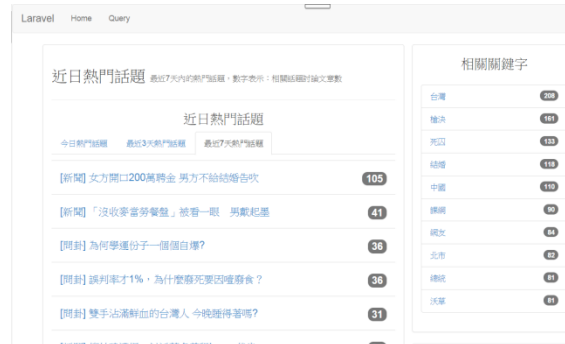 Laravel Home Query
近日熱門話題 最近7天內的熱門話題，數字表示：相關話題討論文章數
近日熱門話題
今日熱門話題 最近3天熱門話題 最近7天熱門話題
[新聞] 女方開口200萬聘金 男方不給結婚告吹 105
[新聞] 「沒收麥當勞餐盤」被看一眼 男戴起墨 41
[問卦] 為何學運份子一個個自爆? 36
[問卦] 誤判率才1%，為什麼廢死要因噎廢食？ 36
[問卦] 雙手沾滿鮮血的台灣人 今晚睡得著嗎? 31
相關關鍵字
台灣 208
槍決 161
死囚 133
結婚 118
中國 110
90
網友 84
北市 82
總統 81
沃草 81